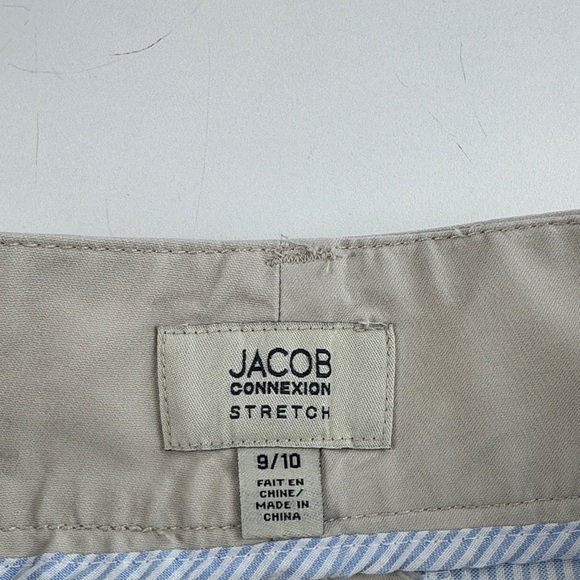 JACOB
CONNEXION
STRETCH
9/10
FAIT EN
CHINE/
MADE IN
CHINA